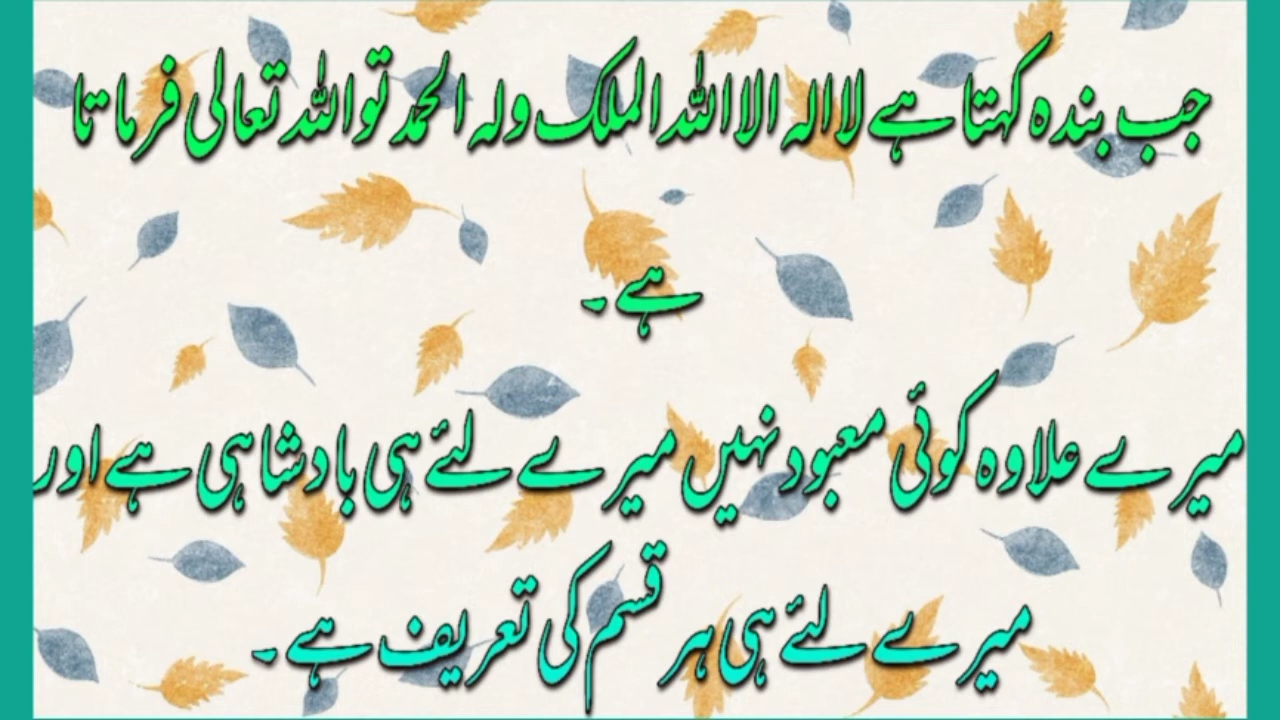 جب بندہ کہتا ہے لا الہ الا اللہ الملک ولہ الحمد تو اللہ تعالی فرماتا
ہے ۔
میرے علاوہ کوئی معبود نہیں میرے لئے ہی بادشاہی ہے اور
میرے لئے ہی ہر قسم کی تعریف ہے ۔